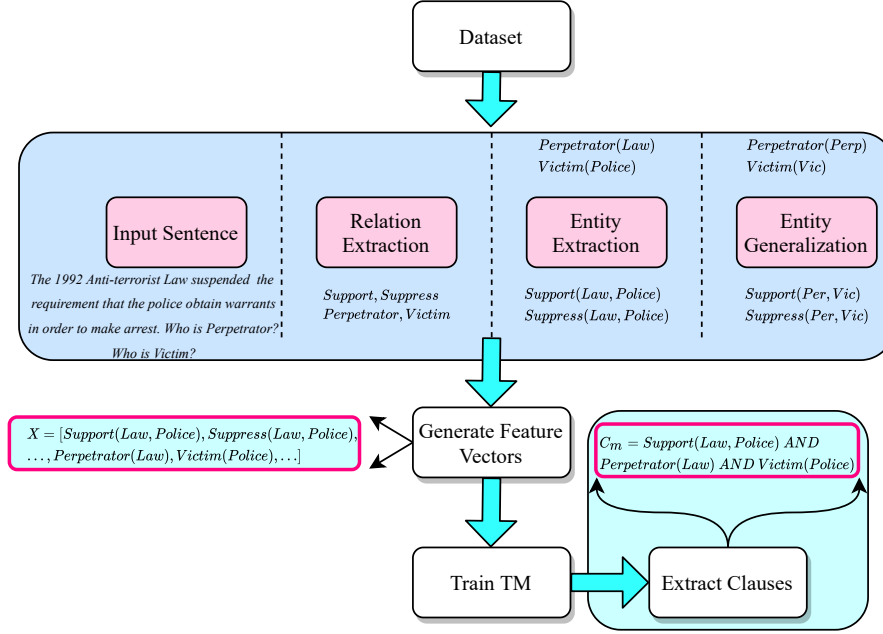 Dataset
Perpetrator(Law)
Victim(Police)
Perpetrator(Perp)
Victim(Vic)
Input Sentence
Relation
Extraction
Entity
Extraction
Entity
Generalization
The 1992 Anti-terrorist Law suspended the
requirement that the police obtain warrants
in order to make arrest. Who is Perpetrator?
Who is Victim?
Support, Suppress
Perpetrator, Victim
Support(Law, Police)
Suppress(Law, Police)
Support(Per, Vic)
Suppress(Per, Vic)
X = [Support(Law, Police), Suppress(Law, Police),
..., Perpetrator(Law), Victim(Police), ...]
Generate Feature
Vectors
C_m = Support(Law, Police) AND
Perpetrator(Law) AND Victim(Police)
Train TM
Extract Clauses